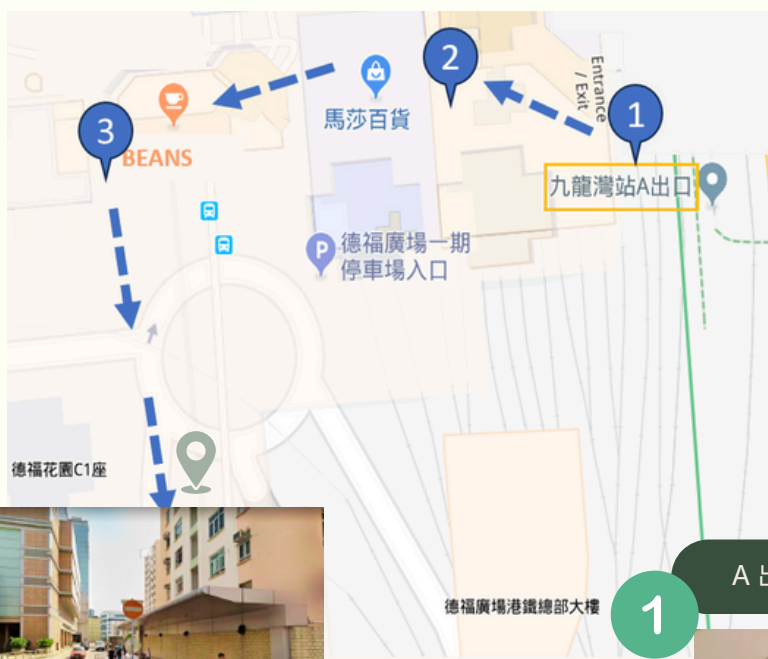 2
Entrance
/ Exit
1
3
馬莎百貨
BEANS
九龍灣站A出口
P
德福廣場一期
停車場入口
德福花園C1座
德福廣場港鐵總部大樓
1
A